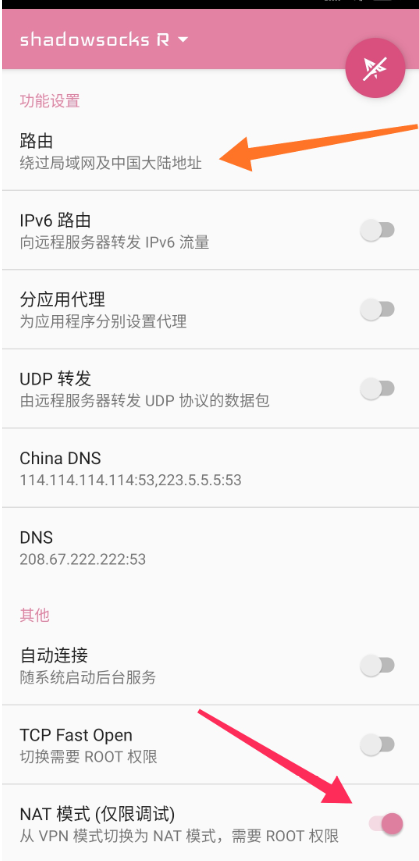 shadowsocks R
功能设置
路由
绕过局域网及中国大陆地址
IPv6 路由
向远程服务器转发 IPv6 流量
分应用代理
为应用程序分别设置代理
UDP 转发
由远程服务器转发 UDP 协议的数据包
China DNS
114.114.114.114:53,223.5.5.5:53
DNS
208.67.222.222:53
其他
自动连接
随系统启动后台服务
TCP Fast Open
切换需要 ROOT 权限
NAT 模式 (仅限调试)
从 VPN 模式切换为 NAT 模式，需要 ROOT 权限